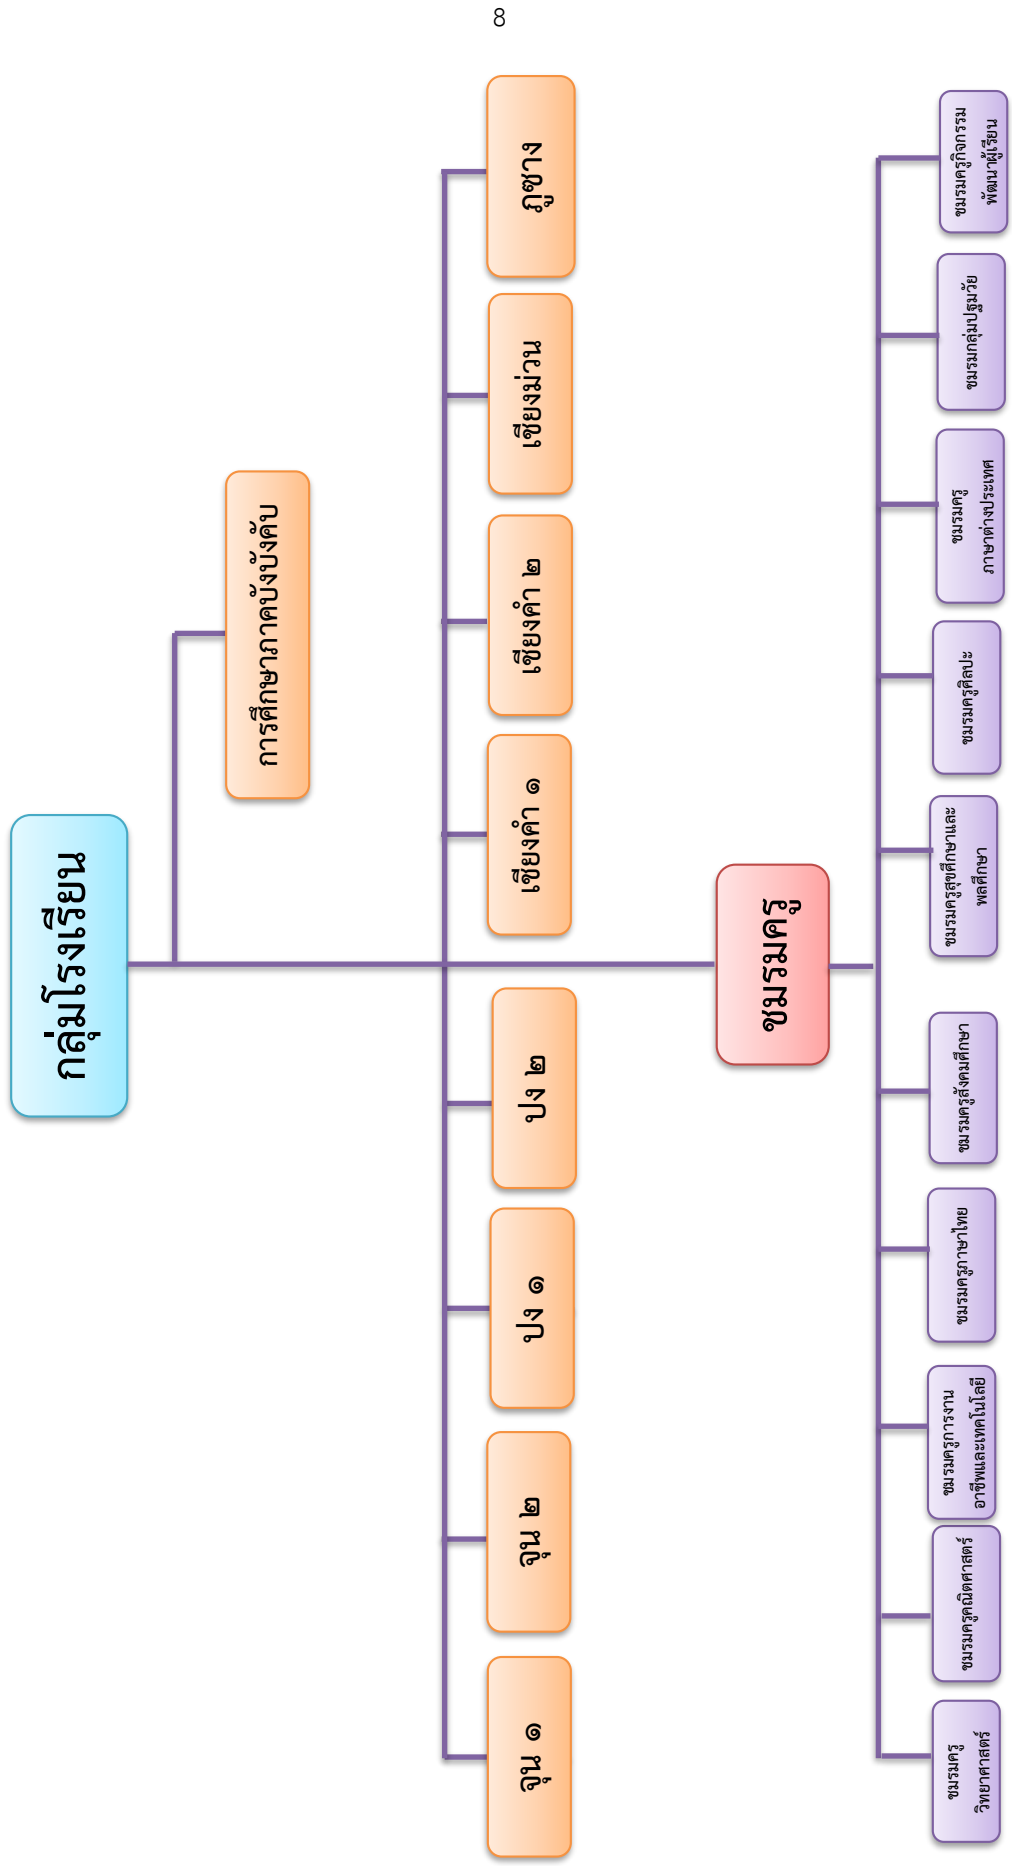 8
กลุ่มโรงเรียน
การศึกษาภาคบังบังคับ
จุน ๑
จุน ๒
ปง ๑
ปง ๒
เชียงคำ ๑
เชียงคำ ๒
เชียงม่วน
ภูซาง
ชมรมครู
ชมรมครู
วิทยาศาสตร์
ชมรมครูคณิตศาสตร์
ชมรมครูการงาน
อาชีพและเทคโนโลยี
ชมรมครูภาษาไทย
ชมรมครูสังคมศึกษา
ชมรมครูสุขศึกษาและ
พลศึกษา
ชมรมครูศิลปะ
ชมรมครู
ภาษาต่างประเทศ
ชมรมกลุ่มปฐมวัย
ชมรมครูกิจกรรม
พัฒนาผู้เรียน